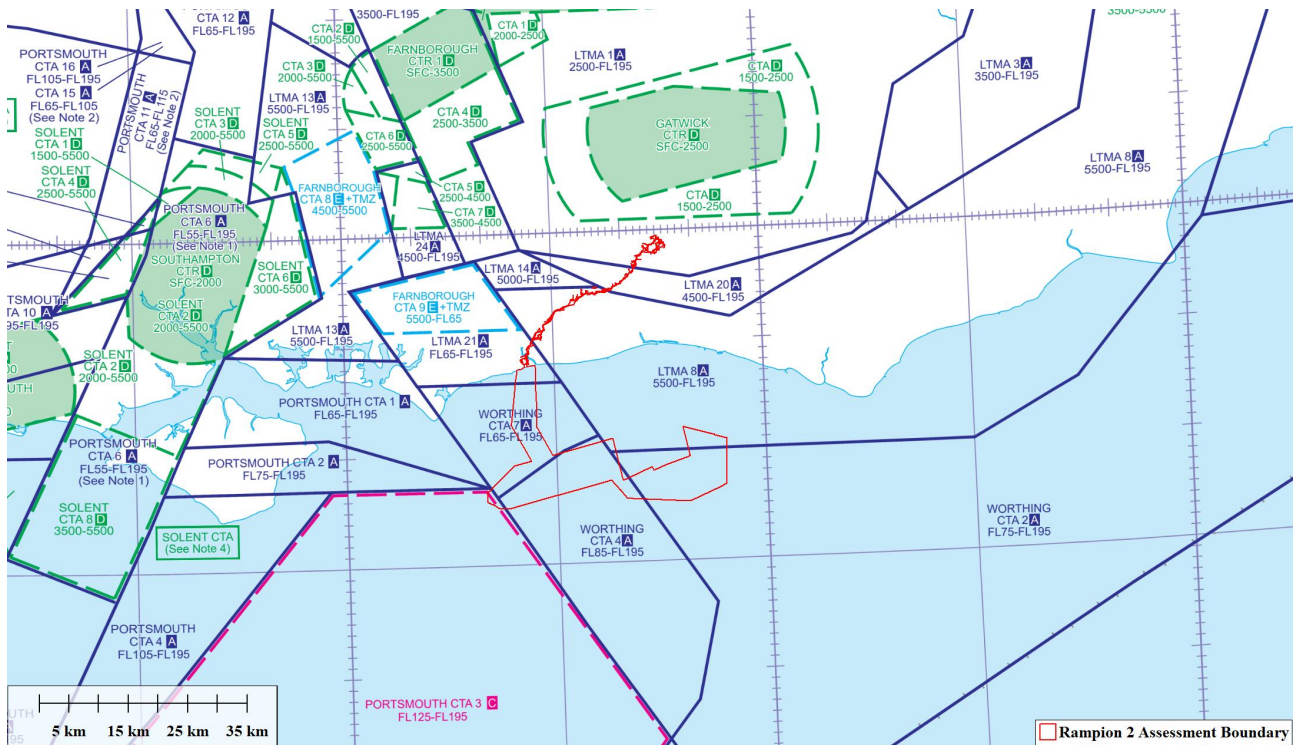 PORTSMOUTH
CTA 12 A
FL65-FL195
3500-FL195
CTA 2 D
1500-5500
FARNBOROUGH
CTR 1 D
SFC-3500
CTA 1 D
2000-2500
LTMA 1 A
2500-FL195
CTA D
1500-2500
LTMA 3 A
3500-FL195
3500-5500
PORTSMOUTH
CTA 16 A
FL105-FL195
CTA 15 A
FL65-FL105
(See Note 2)
PORTSMOUTH
CTA 11 A
FL65-FL115
(See Note 2)
CTA 3 D
2000-5500
LTMA 13 A
5500-FL195
SOLENT
CTA 3 D
2000-5500
SOLENT
CTA 5 D
2500-5500
CTA 4 D
2500-3500
CTA 6 D
2500-5500
GATWICK
CTR D
SFC-2500
LTMA 8 A
5500-FL195
SOLENT
CTA 1 D
1500-5500
SOLENT
CTA 4 D
2500-5500
FARNBOROUGH
CTA 8 E +TMZ
4500-5500
CTA 5 D
2500-4500
CTA 7 D
3500-4500
CTA D
1500-2500
PORTSMOUTH
CTA 6 A
FL55-FL195
(See Note 1)
SOUTHAMPTON
CTR D
SFC-2000
SOLENT
CTA 2 D
2000-5500
SOLENT
CTA 6 D
3000-5500
LTMA
24 A
4500-FL195
LTMA 14 A
5000-FL195
LTMA 20 A
4500-FL195
FARNBOROUGH
CTA 9 E +TMZ
5500-FL65
PORTSMOUTH
TA 10 A
95-FL195
LTMA 13 A
5500-FL195
LTMA 21 A
FL65-FL195
SOLENT
CTA 2 D
2000-5500
LTMA 8 A
5500-FL195
PORTSMOUTH CTA 1 A
FL65-FL195
WORTHING
CTA 7 A
FL65-FL195
PORTSMOUTH
CTA 6 A
FL55-FL195
(See Note 1)
PORTSMOUTH CTA 2 A
FL75-FL195
SOLENT
CTA 8 D
3500-5500
SOLENT CTA
(See Note 4)
WORTHING
CTA 4 A
FL85-FL195
WORTHING
CTA 2 A
FL75-FL195
PORTSMOUTH
CTA 4 A
FL105-FL195
PORTSMOUTH CTA 3 C
FL125-FL195
5 km 15 km 25 km 35 km
Rampion 2 Assessment Boundary